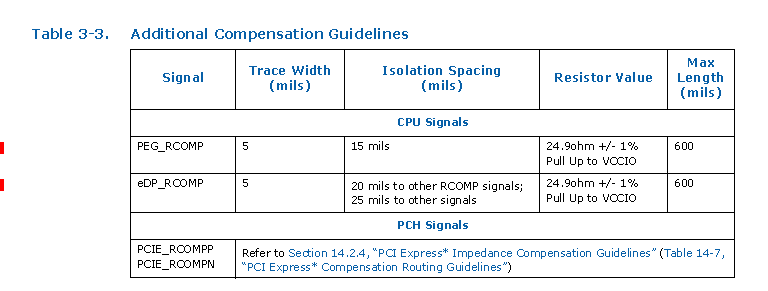 Table 3-3. Additional Compensation Guidelines
Signal Trace Width (mils) Isolation Spacing (mils) Resistor Value Max Length (mils)
CPU Signals
PEG_RCOMP 5 15 mils 24.9ohm +/- 1% 600
Pull Up to VCCIO
eDP_RCOMP 5 20 mils to other RCOMP signals; 24.9ohm +/- 1% 600
25 mils to other signals Pull Up to VCCIO
PCH Signals
PCIE_RCOMPP
PCIE_RCOMPN
Refer to Section 14.2.4, “PCI Express* Impedance Compensation Guidelines” (Table 14-7,
“PCI Express* Compensation Routing Guidelines”)